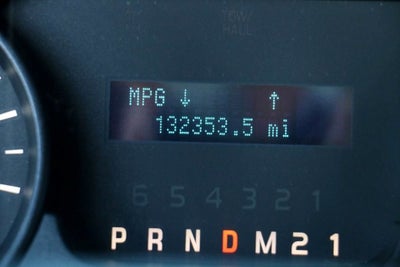 TOW/
HAUL
MPG ↓ ↑
132353.5 mi
6 5 4 3 2 1
P R N D M 2 1